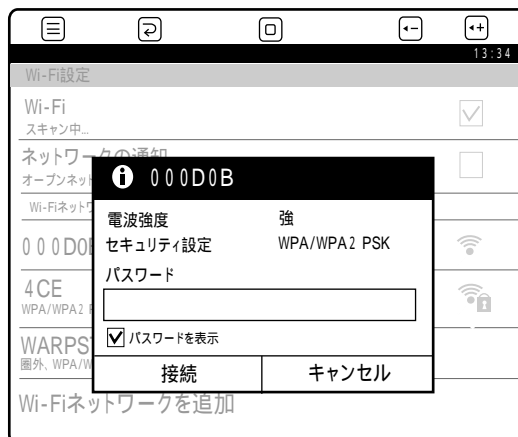 13:34
Wi-Fi設定
Wi-Fi
スキャン中...
ネットワークの通知
オープンネット
Wi-Fiネットワ
000D0B
000D0B
電波強度 強
セキュリティ設定 WPA/WPA2 PSK
パスワード
パスワードを表示
接続 キャンセル
4CE
WPA/WPA2
WARPS
圏外, WPA/W
Wi-Fiネットワークを追加